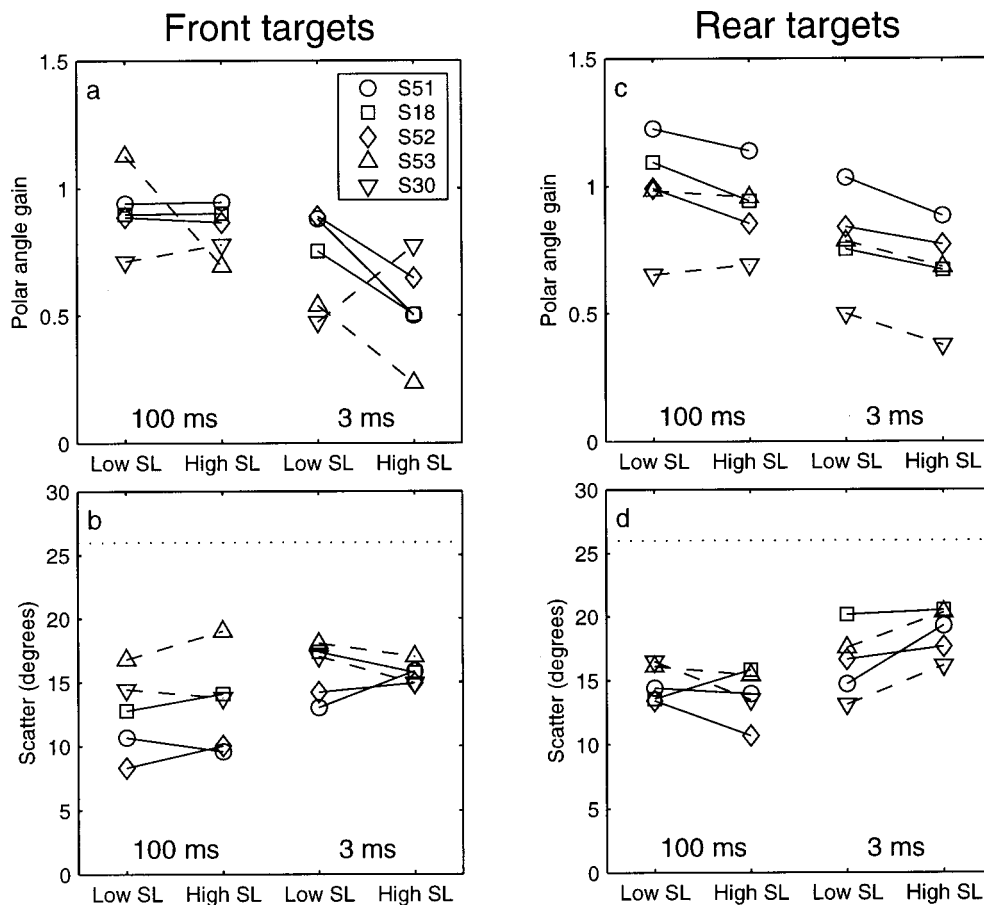 Front targets
Rear targets
1.5
1
0.5
0
Polar angle gain
a
S51
S18
S52
S53
S30
100 ms
3 ms
Low SL High SL Low SL High SL
1.5
1
0.5
0
Polar angle gain
c
100 ms
3 ms
Low SL High SL Low SL High SL
30
25
20
15
10
5
0
Scatter (degrees)
b
100 ms
3 ms
Low SL High SL Low SL High SL
30
25
20
15
10
5
0
Scatter (degrees)
d
100 ms
3 ms
Low SL High SL Low SL High SL